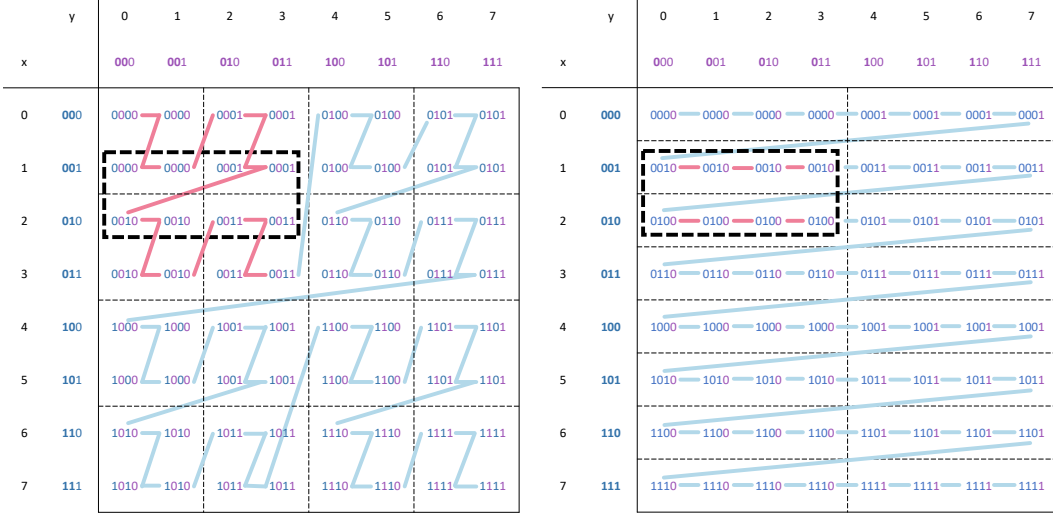 y 0 1 2 3 4 5 6 7
x 000 001 010 011 100 101 110 111
0 000 0000 0000 0001 0001 0100 0100 0101 0101
1 001 0000 0000 0001 0001 0100 0100 0101 0101
2 010 0010 0010 0011 0011 0110 0110 0111 0111
3 011 0010 0010 0011 0011 0110 0110 0111 0111
4 100 1000 1000 1001 1001 1100 1100 1101 1101
5 101 1000 1000 1001 1001 1100 1100 1101 1101
6 110 1010 1010 1011 1011 1110 1110 1111 1111
7 111 1010 1010 1011 1011 1110 1110 1111 1111
y 0 1 2 3 4 5 6 7
x 000 001 010 011 100 101 110 111
0 000 0000 0000 0000 0000 0001 0001 0001 0001
1 001 0010 0010 0010 0010 0011 0011 0011 0011
2 010 0100 0100 0100 0100 0101 0101 0101 0101
3 011 0110 0110 0110 0110 0111 0111 0111 0111
4 100 1000 1000 1000 1000 1001 1001 1001 1001
5 101 1010 1010 1010 1010 1011 1011 1011 1011
6 110 1100 1100 1100 1100 1101 1101 1101 1101
7 111 1110 1110 1110 1110 1111 1111 1111 1111